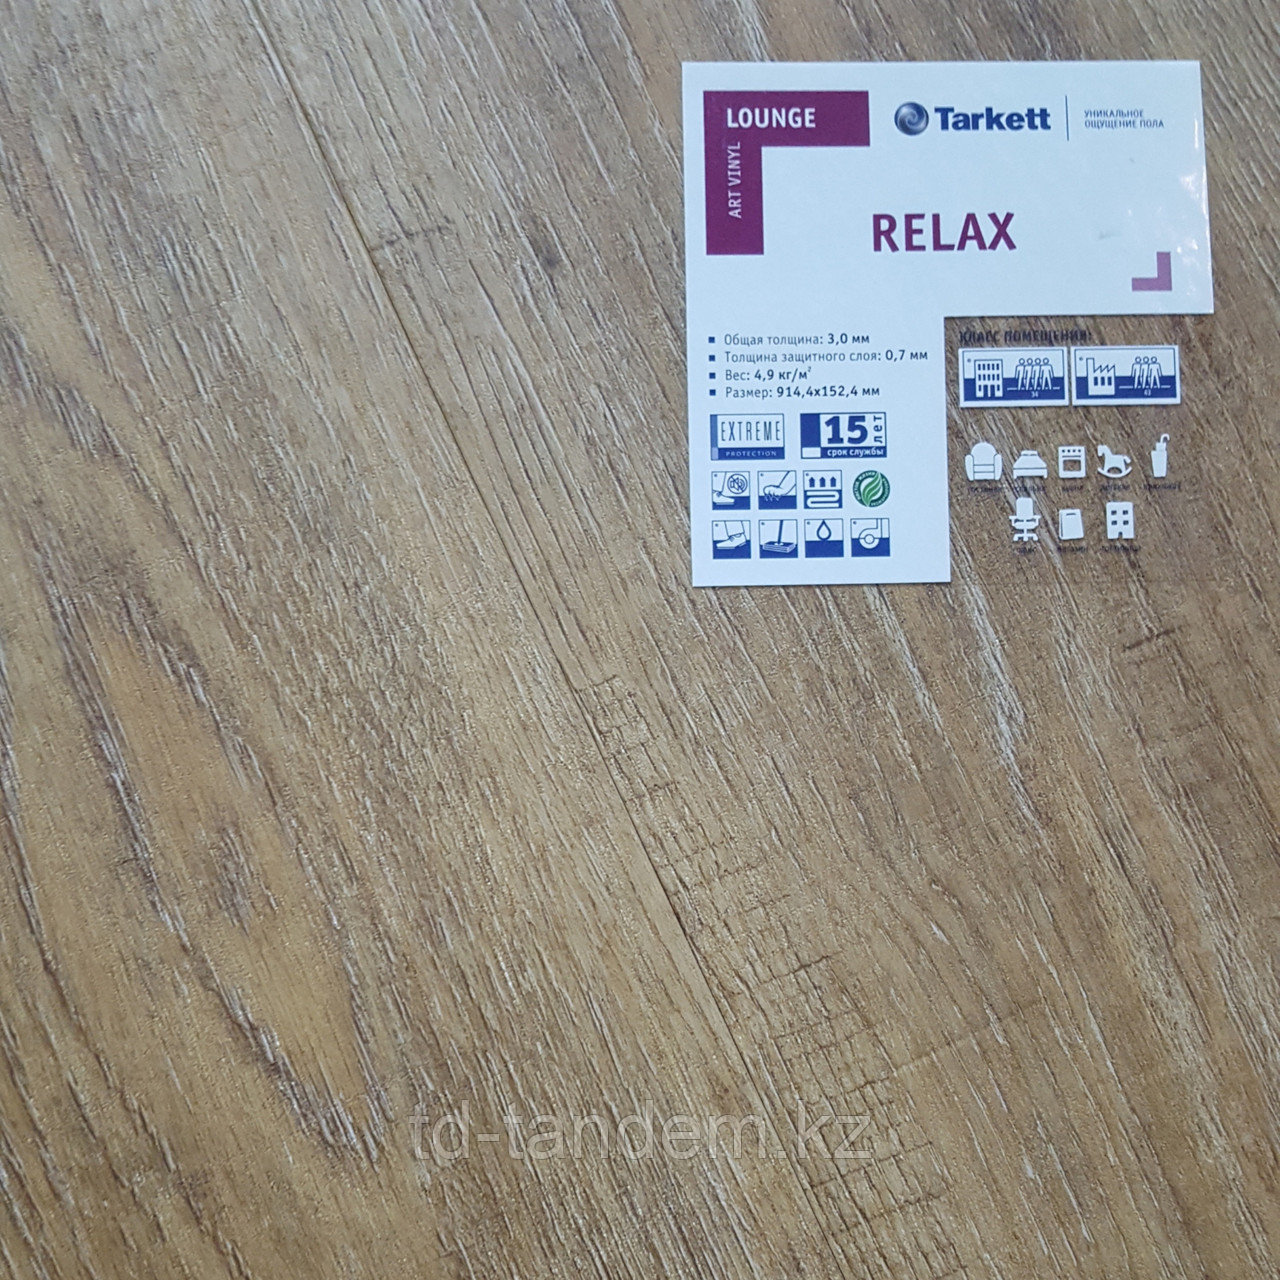 LOUNGE
ART VINYL
Tarkett
УНИКАЛЬНОЕ
ОЩУЩЕНИЕ ПОЛА
RELAX
▪ Общая толщина: 3,0 мм
▪ Толщина защитного слоя: 0,7 мм
▪ Вес: 4,9 кг/м²
▪ Размер: 914,4x152,4 мм
КЛАСС ПОМЕЩЕНИЯ:
34
43
EXTREME
PROTECTION
15 лет
срок службы
td-tandem.kz